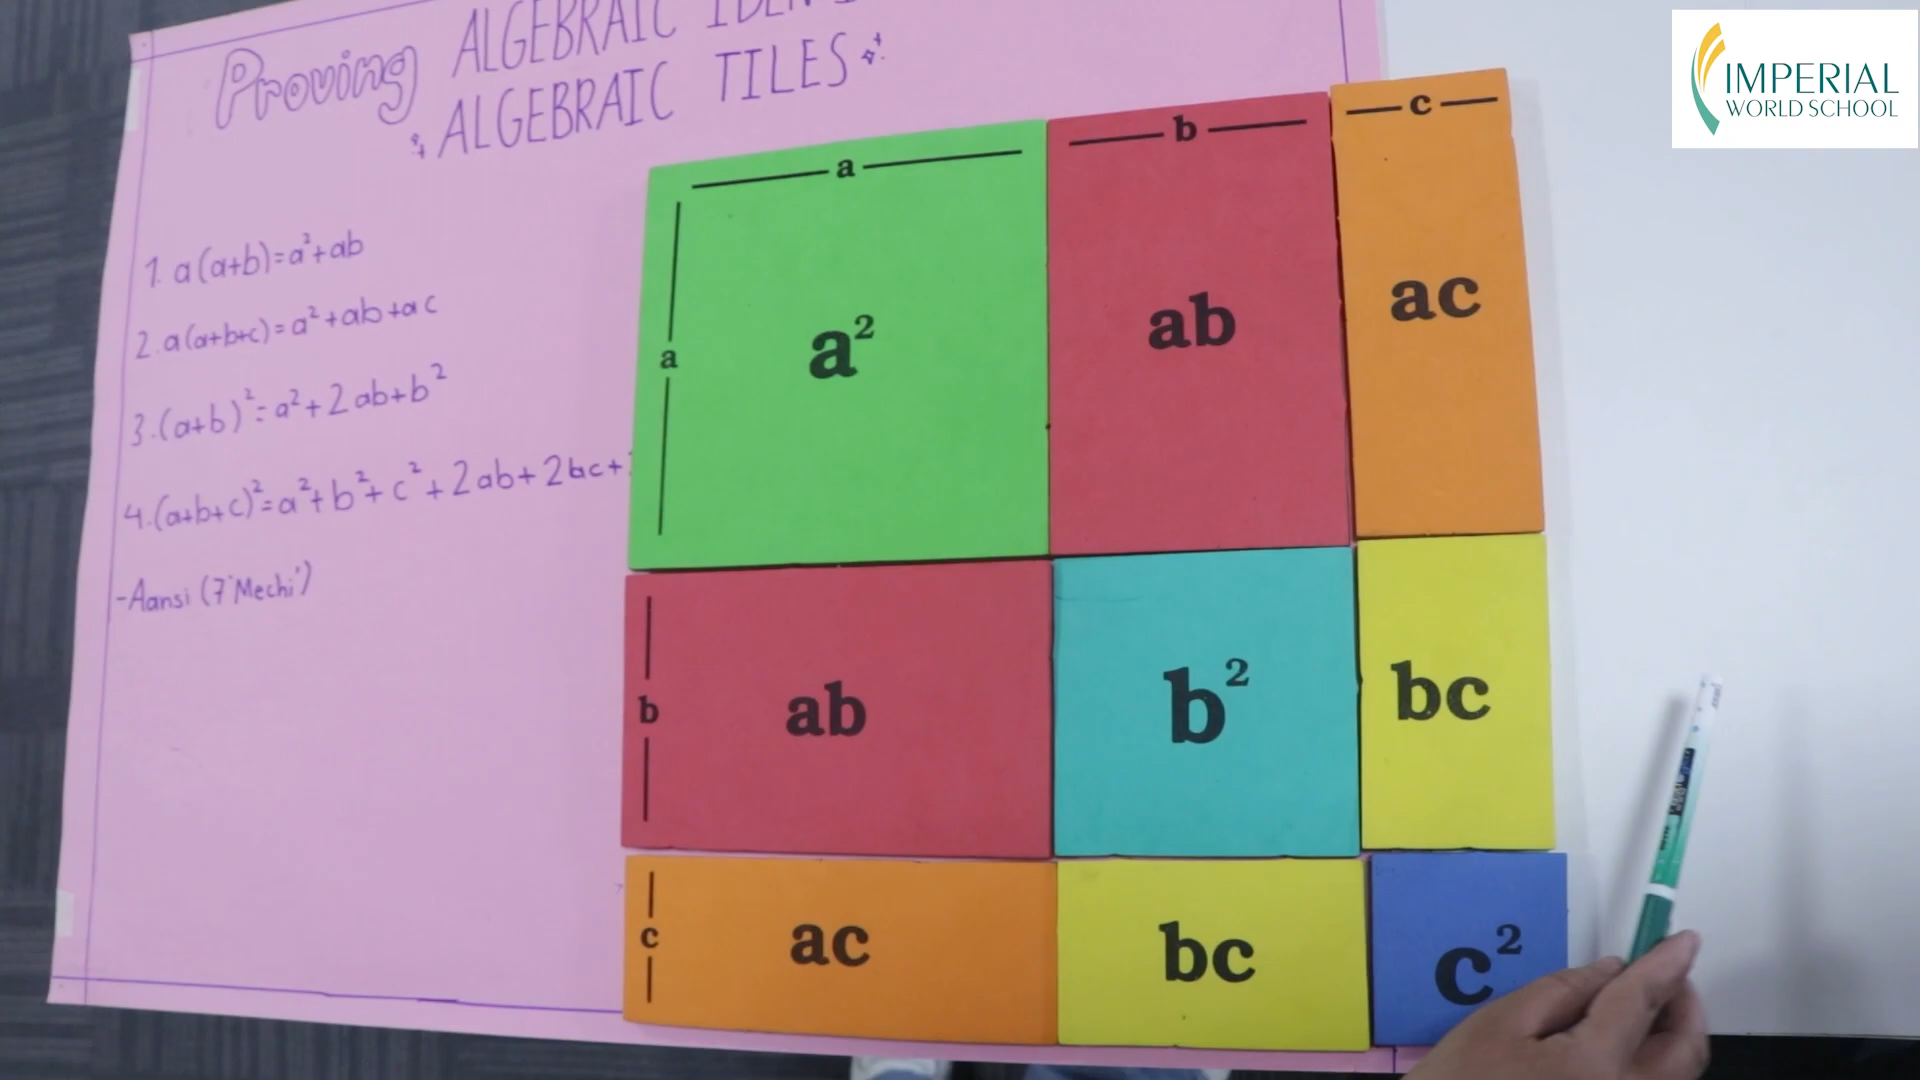 Proving ALGEBRAIC
ALGEBRAIC TILES
1. a(a+b)=a²+ab
2. a(a+b+c)=a²+ab+ac
3. (a+b)²=a²+2ab+b²
4. (a+b+c)²=a²+b²+c²+2ab+2bc+
-Aansi (7'Mechi')
a b c
a a² ab ac
b ab b² bc
c ac bc c²
IMPERIAL
WORLD SCHOOL